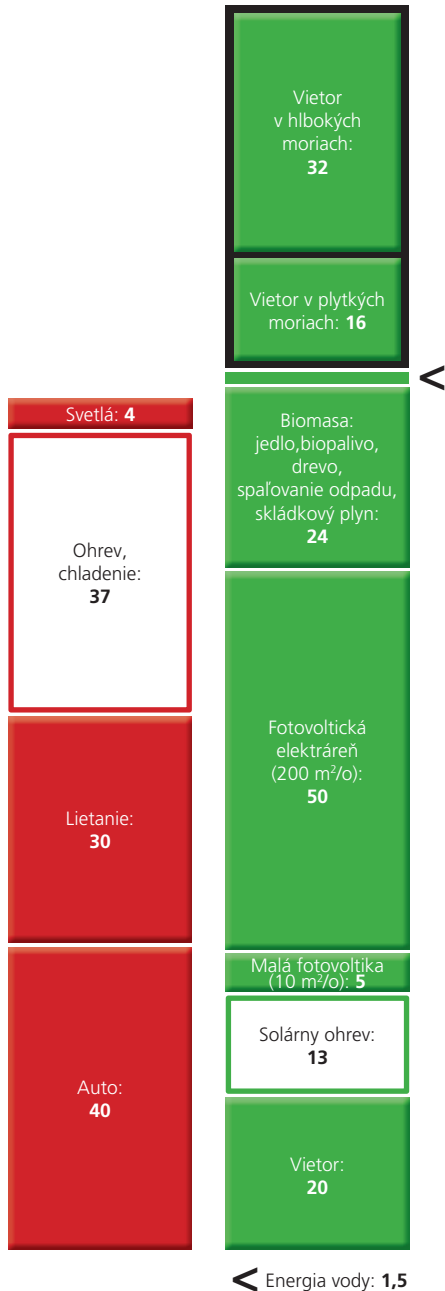 Svetlá: 4
Ohrev,
chladenie:
37
Lietanie:
30
Auto:
40
Vietor
v hlbokých
moriach:
32
Vietor v plytkých
moriach: 16
<
Biomasa:
jedlo,biopalivo,
drevo,
spaľovanie odpadu,
skládkový plyn:
24
Fotovoltická
elektráreň
(200 m²/o):
50
Malá fotovoltika
(10 m²/o): 5
Solárny ohrev:
13
Vietor:
20
< Energia vody: 1,5